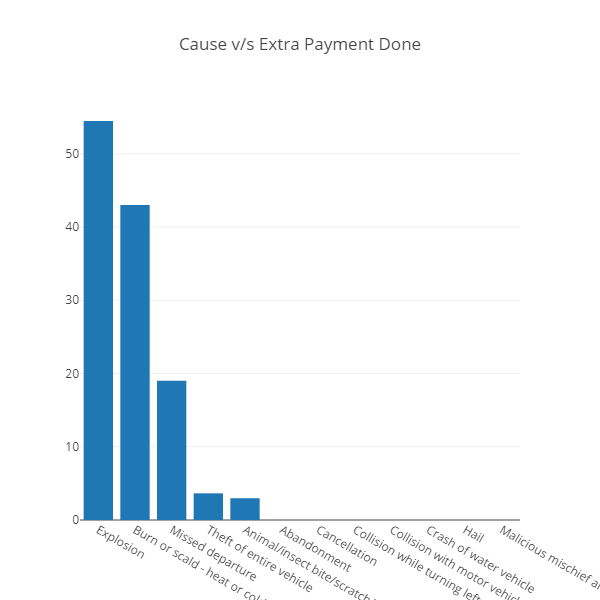 Cause v/s Extra Payment Done
50
40
30
20
10
0
Explosion
Burn or scald - heat or
Missed departure
Theft of entire vehicle
Animal/insect bite/scratch
Abandonment
Cancellation
Collision while turning left
Collision with motor
Crash of water vehicle
Hail
Malicious mischief